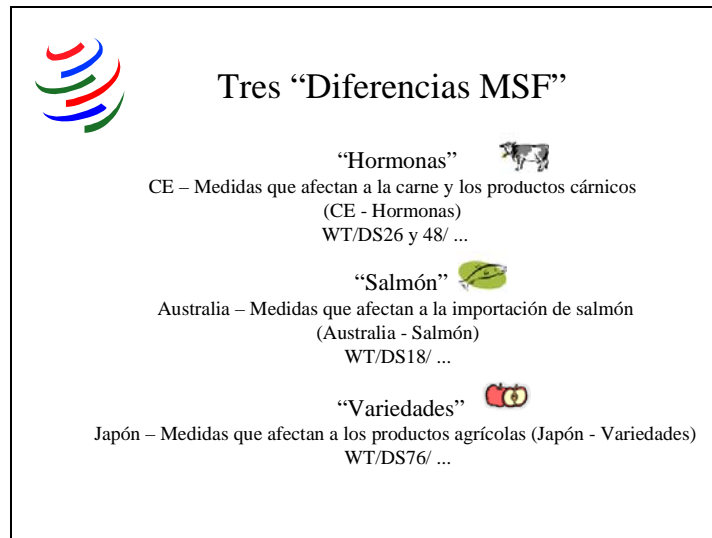 Tres “Diferencias MSF”
“Hormonas”
CE – Medidas que afectan a la carne y los productos cárnicos
(CE - Hormonas)
WT/DS26 y 48/ ...
“Salmón”
Australia – Medidas que afectan a la importación de salmón
(Australia - Salmón)
WT/DS18/ ...
“Variedades”
Japón – Medidas que afectan a los productos agrícolas (Japón - Variedades)
WT/DS76/ ...